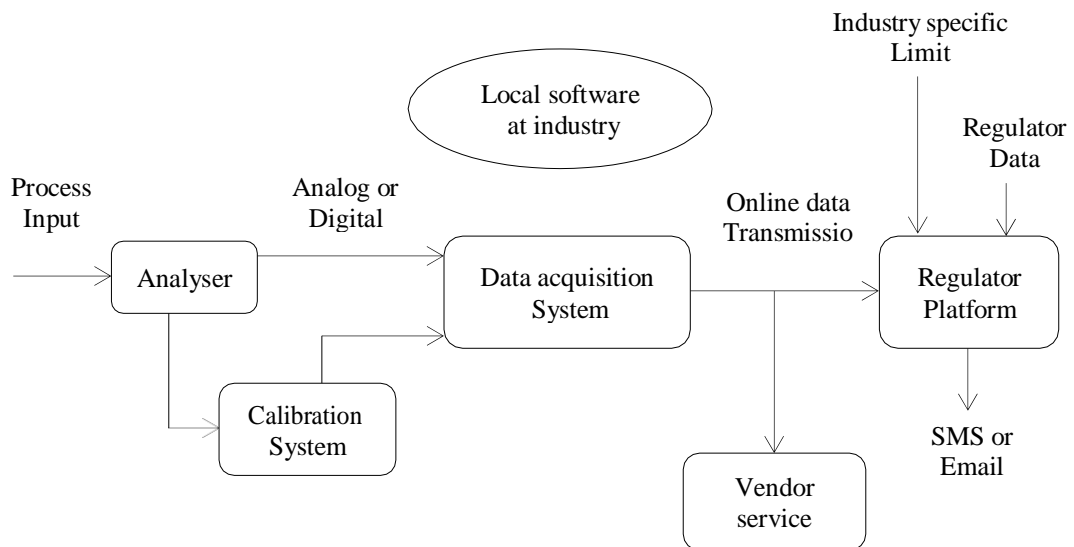 Industry specific
Limit
Local software
at industry
Regulator
Data
Process
Input
Analog or
Digital
Online data
Transmissio
Analyser
Data acquisition
System
Regulator
Platform
Calibration
System
SMS or
Email
Vendor
service